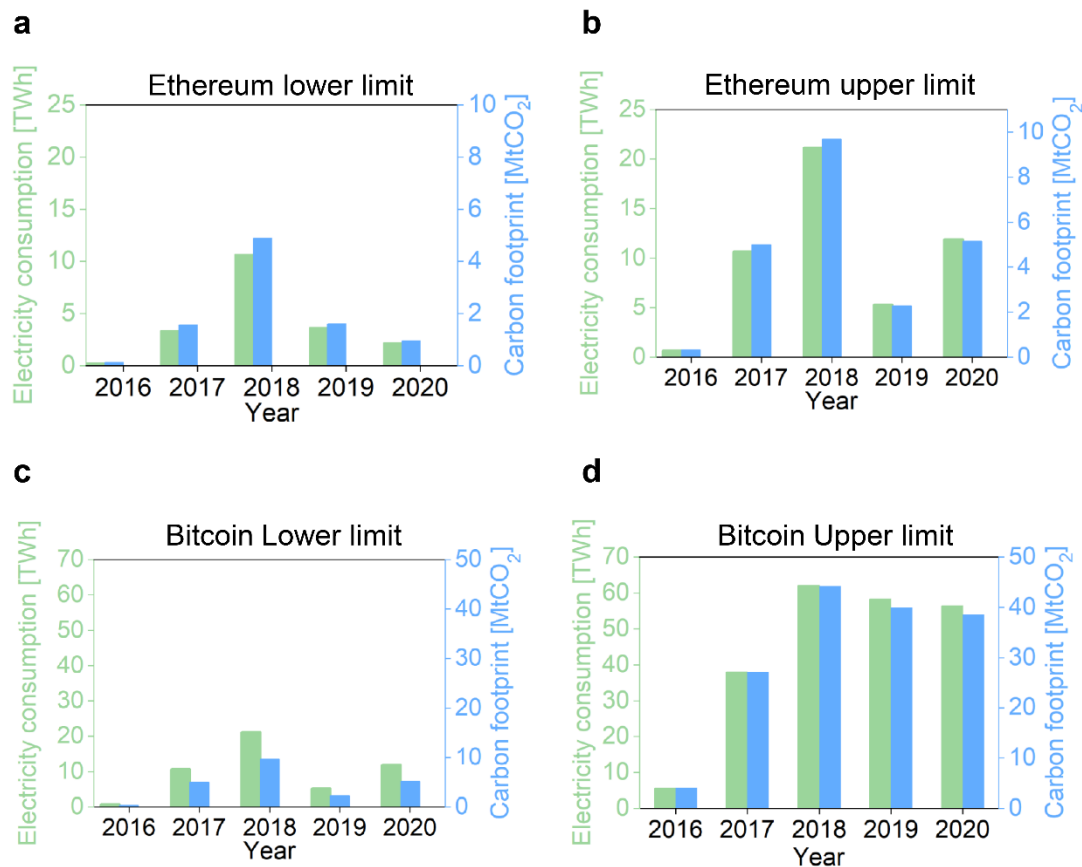 a
Ethereum lower limit
Electricity consumption [TWh]
25
20
15
10
5
0
Carbon footprint [MtCO₂]
10
8
6
4
2
0
2016 2017 2018 2019 2020
Year
b
Ethereum upper limit
Electricity consumption [TWh]
25
20
15
10
5
0
Carbon footprint [MtCO₂]
10
8
6
4
2
0
2016 2017 2018 2019 2020
Year
c
Bitcoin Lower limit
Electricity consumption [TWh]
70
60
50
40
30
20
10
0
Carbon footprint [MtCO₂]
50
40
30
20
10
0
2016 2017 2018 2019 2020
Year
d
Bitcoin Upper limit
Electricity consumption [TWh]
70
60
50
40
30
20
10
0
Carbon footprint [MtCO₂]
50
40
30
20
10
0
2016 2017 2018 2019 2020
Year